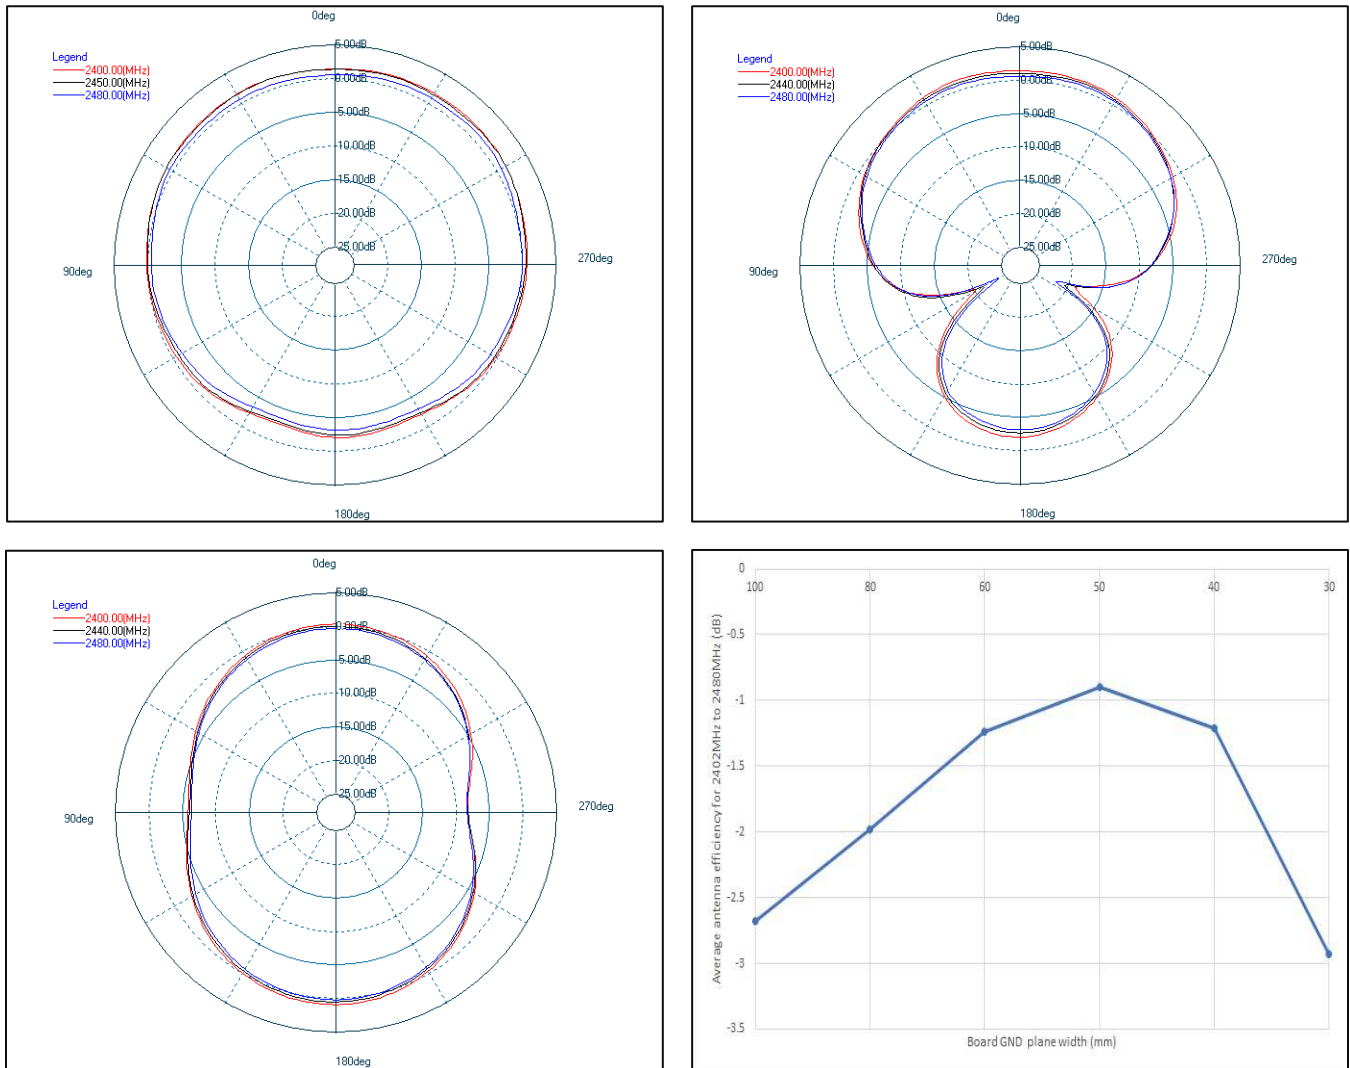 0deg
Legend
2400.00(MHz)
2450.00(MHz)
2480.00(MHz)
5.00dB
0.00dB
5.00dB
10.00dB
15.00dB
20.00dB
25.00dB
90deg
270deg
180deg
0deg
Legend
2400.00(MHz)
2440.00(MHz)
2480.00(MHz)
5.00dB
0.00dB
5.00dB
10.00dB
15.00dB
20.00dB
25.00dB
90deg
270deg
180deg
0deg
Legend
2400.00(MHz)
2440.00(MHz)
2480.00(MHz)
5.00dB
0.00dB
5.00dB
10.00dB
15.00dB
20.00dB
25.00dB
90deg
270deg
180deg
0
100 80 60 50 40 30
-0.5
-1
-1.5
-2
-2.5
-3
-3.5
Average antenna efficiency for 2402MHz to 2480MHz (dB)
Board GND plane width (mm)